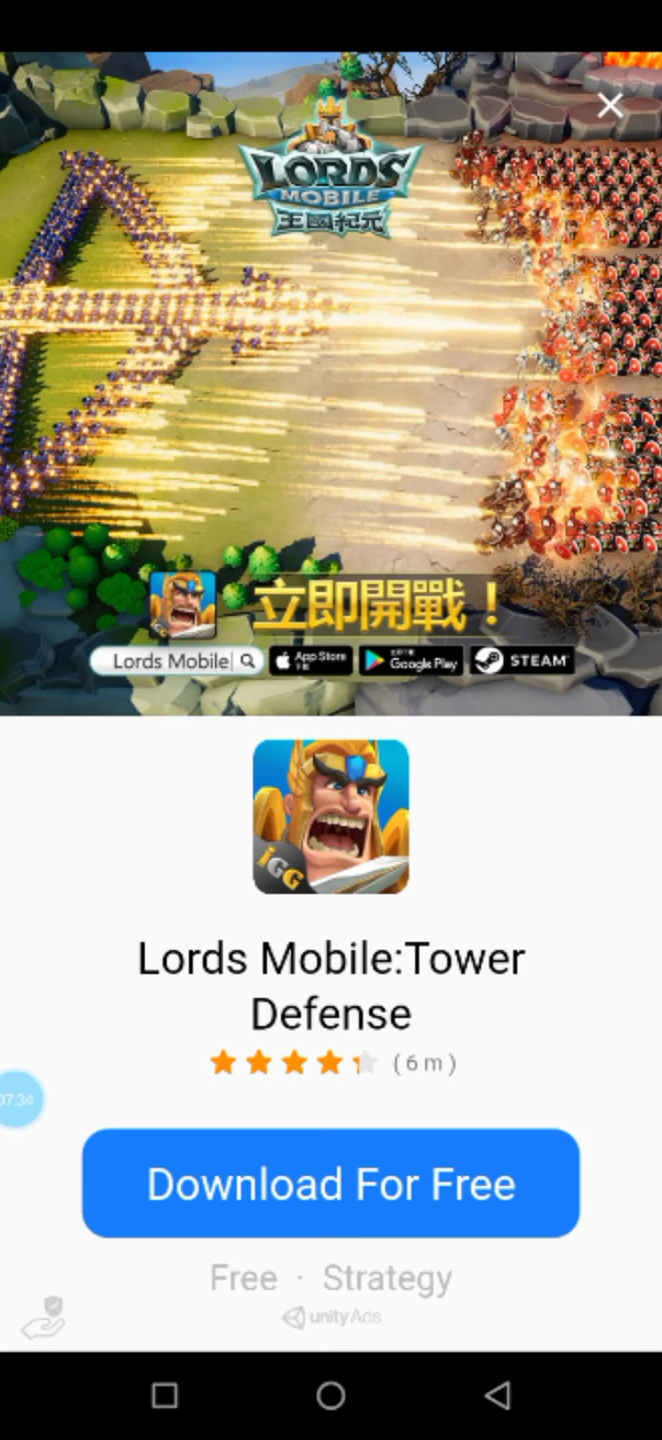 LORDS
MOBILE
王國紀元
立即開戰！
Lords Mobile
App Store
Google Play
STEAM
IGG
Lords Mobile:Tower
Defense
(6 m)
07:34
Download For Free
Free · Strategy
unity Ads